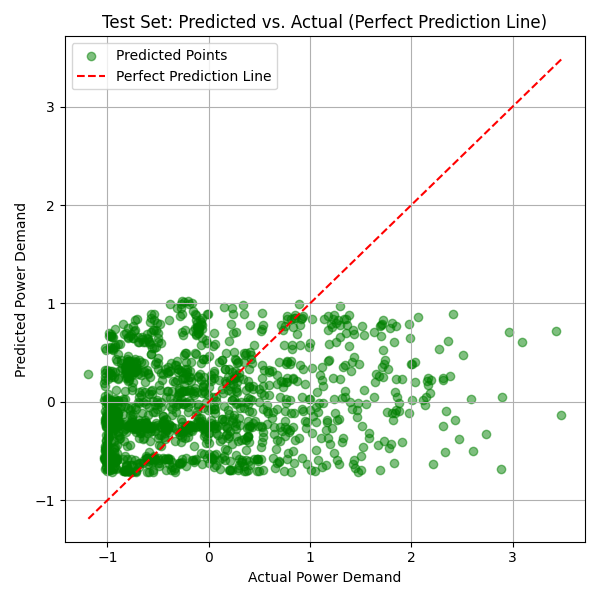 Test Set: Predicted vs. Actual (Perfect Prediction Line)
Predicted Points
Perfect Prediction Line
Predicted Power Demand
3
2
1
0
−1
−1 0 1 2 3
Actual Power Demand